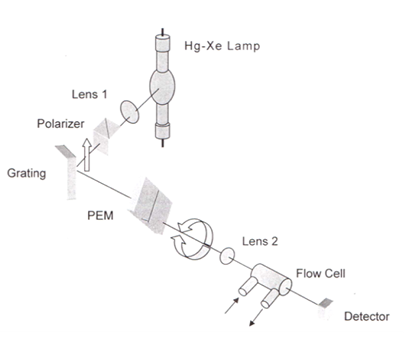 Hg-Xe Lamp
Lens 1
Polarizer
Grating
PEM
Lens 2
Flow Cell
Detector